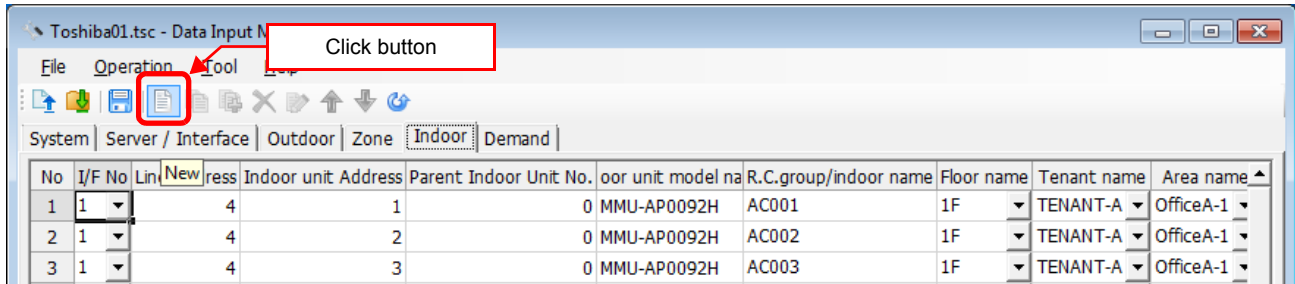 Toshiba01.tsc - Data Input M
Click button
File Operation Tool
System Server / Interface Outdoor Zone Indoor Demand
No I/F No Line ress Indoor unit Address Parent Indoor Unit No. oor unit model na R.C.group/indoor name Floor name Tenant name Area name
New
1 1 4 1 0 MMU-AP0092H AC001 1F TENANT-A OfficeA-1
2 1 4 2 0 MMU-AP0092H AC002 1F TENANT-A OfficeA-1
3 1 4 3 0 MMU-AP0092H AC003 1F TENANT-A OfficeA-1